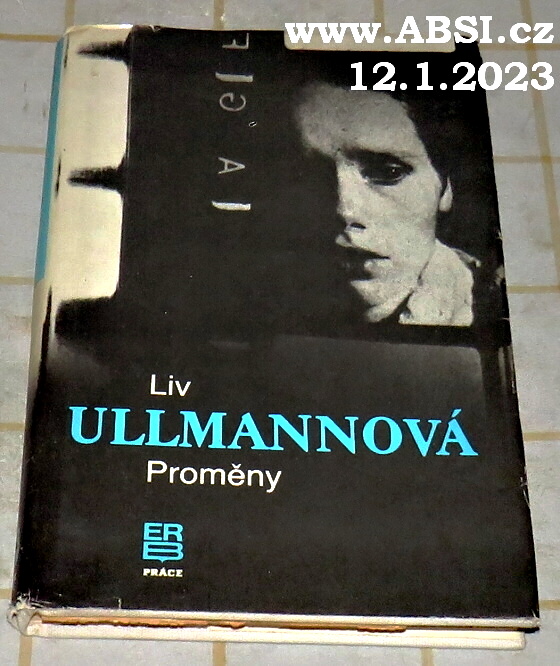 www.ABSI.cz
12.1.2023
Liv
ULLMANNOVÁ
Proměny
ER
B
PRÁCE